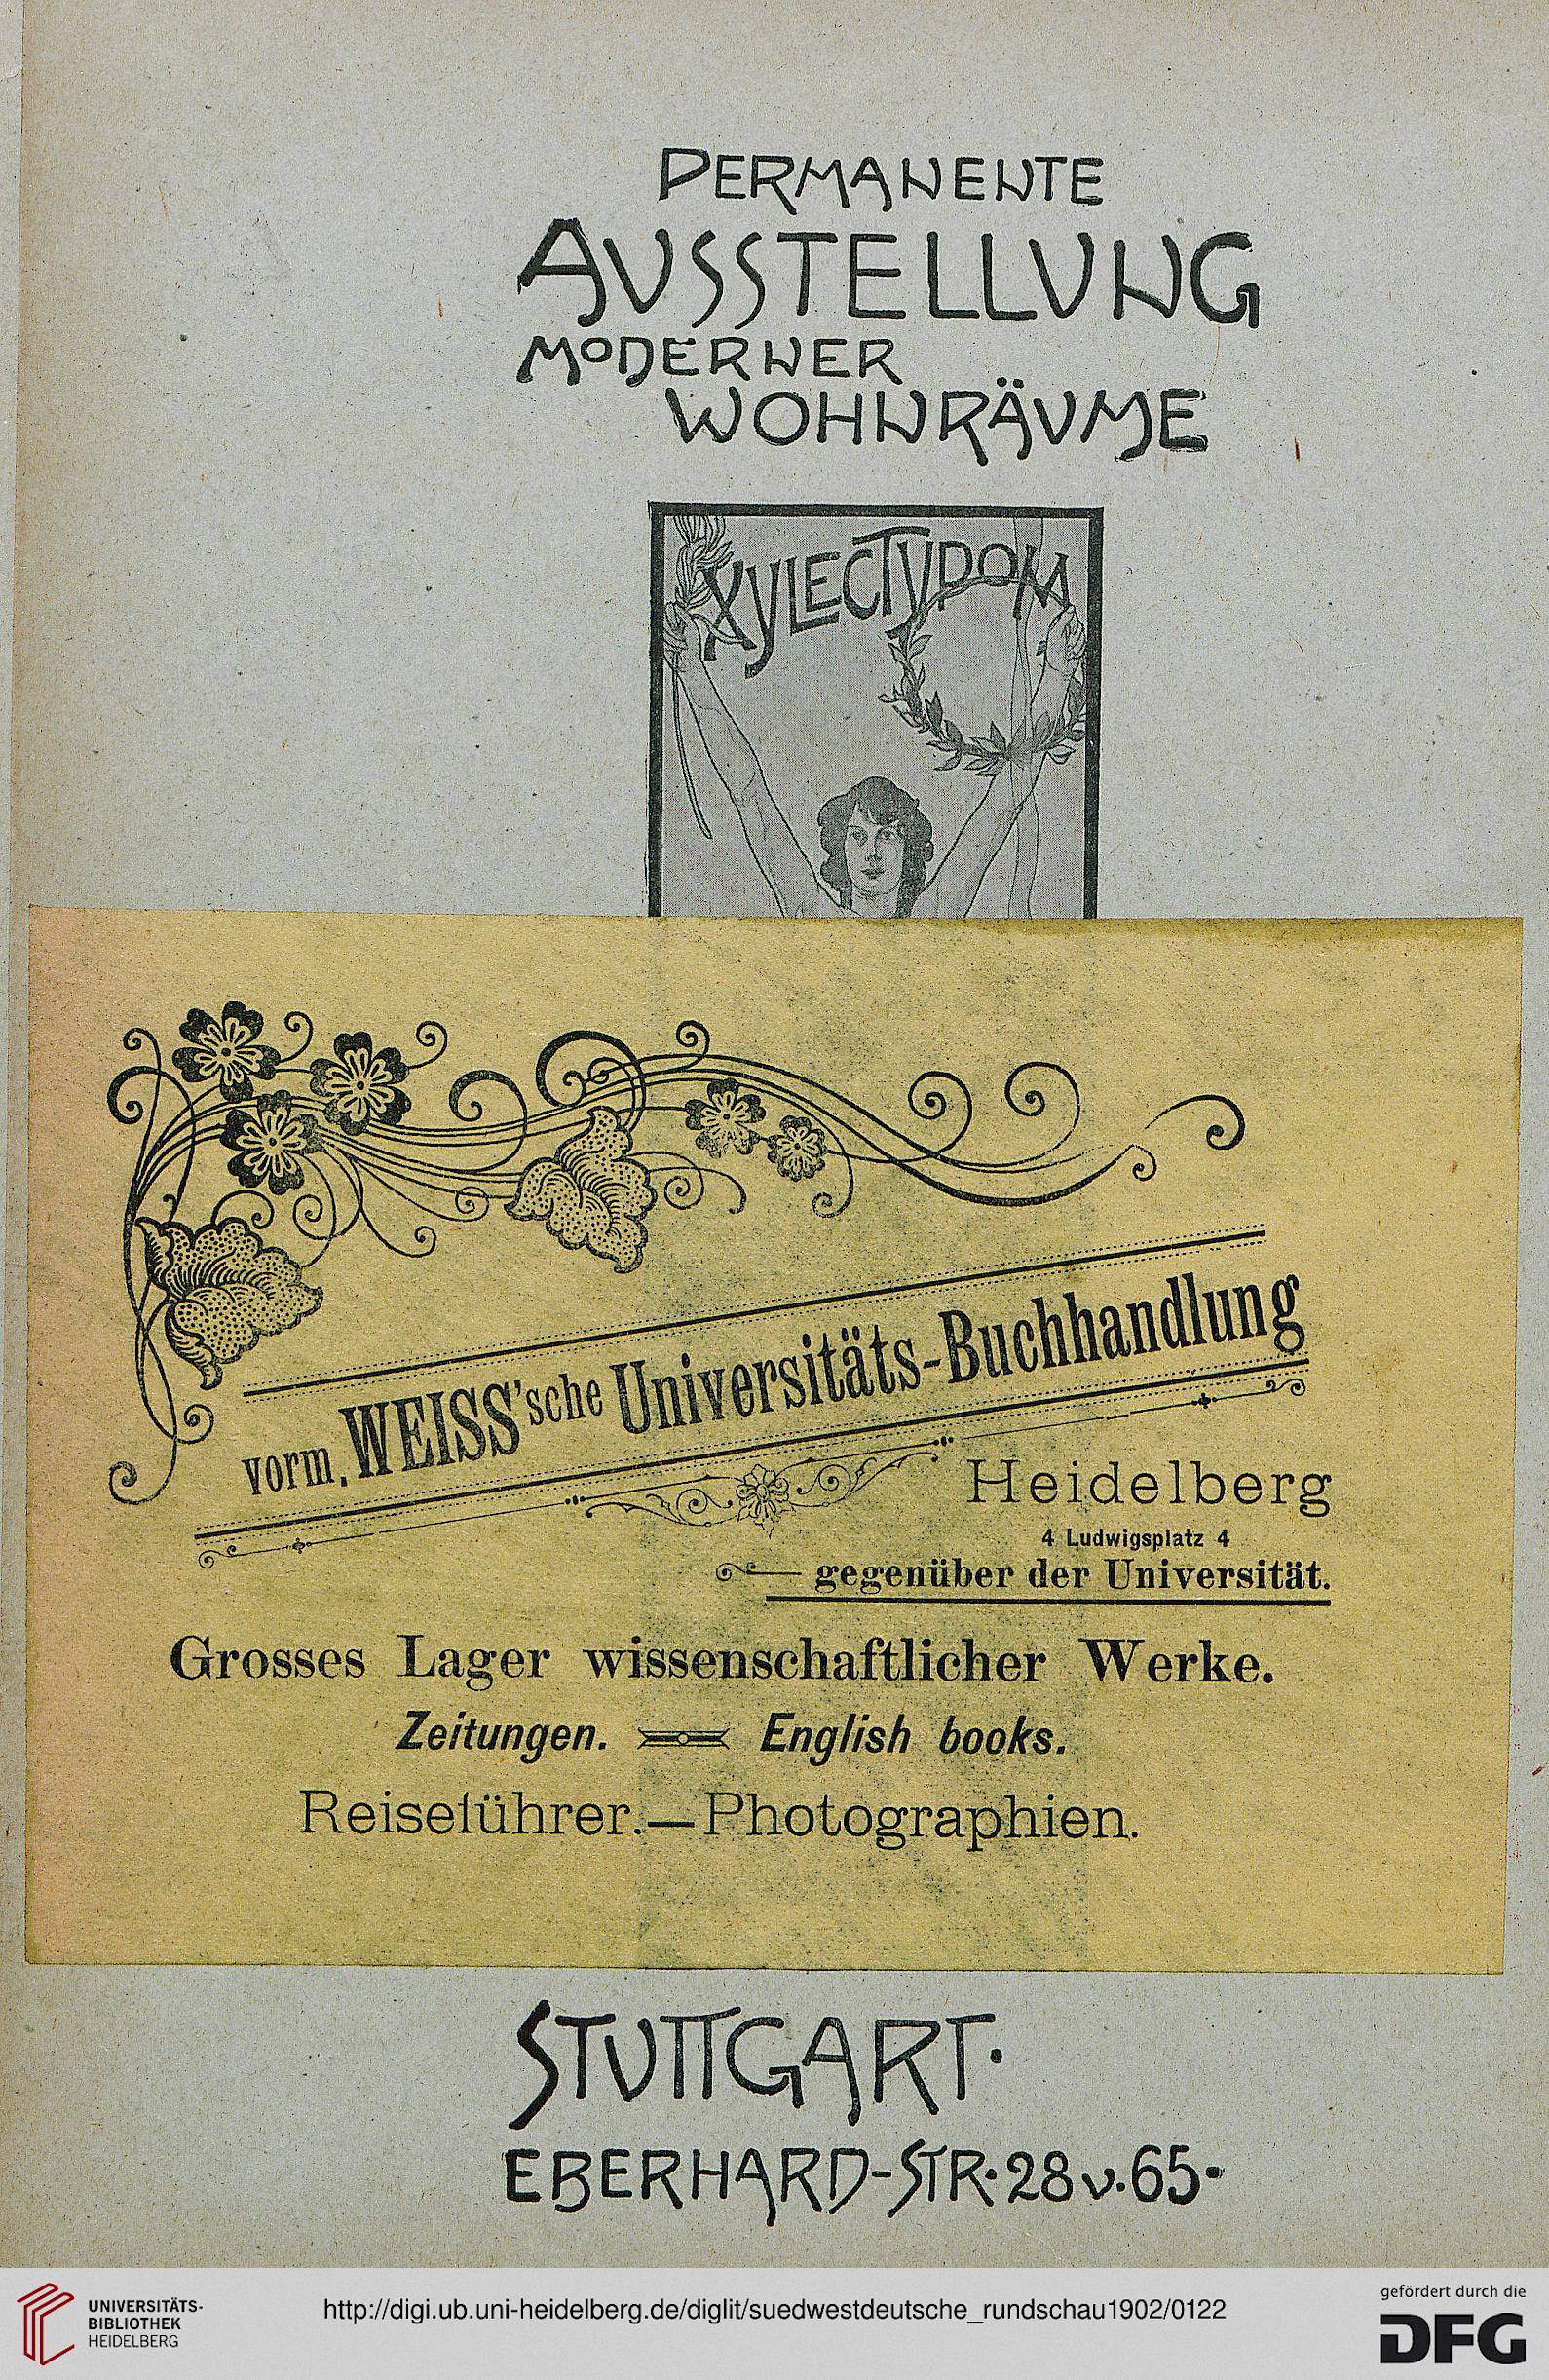 PERMANENTE
AUSSTELLUNG
MODERNER
WOHNRÄUME
XYLECTYPOM
vorm. WEISS'sche Universitäts-Buchhandlung
Heidelberg
4 Ludwigsplatz 4
gegenüber der Universität.
Grosses Lager wissenschaftlicher Werke.
Zeitungen. English books.
Reiseführer. — Photographien.
STUTTGART.
EBERHARD-STR. 28 u. 65.
UNIVERSITÄTS-
BIBLIOTHEK
HEIDELBERG
http://digi.ub.uni-heidelberg.de/diglit/suedwestdeutsche_rundschau1902/0122
gefördert durch die
DFG